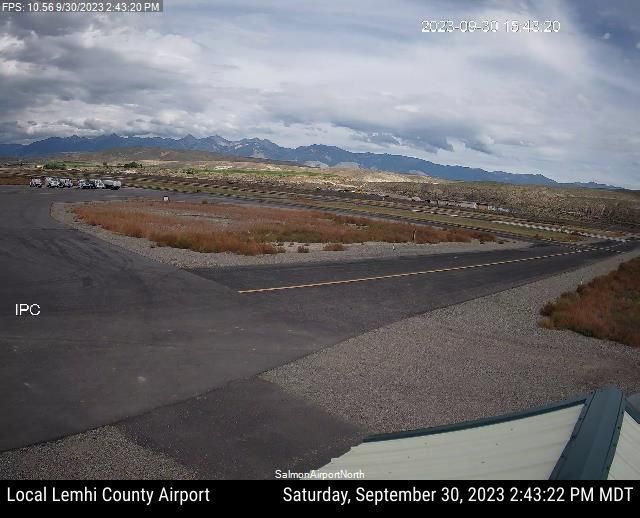 FPS: 10.56 9/30/2023 2:43:20 PM
2023-09-30 15:43:20
IPC
SalmonAirportNorth
Local Lemhi County Airport Saturday, September 30, 2023 2:43:22 PM MDT